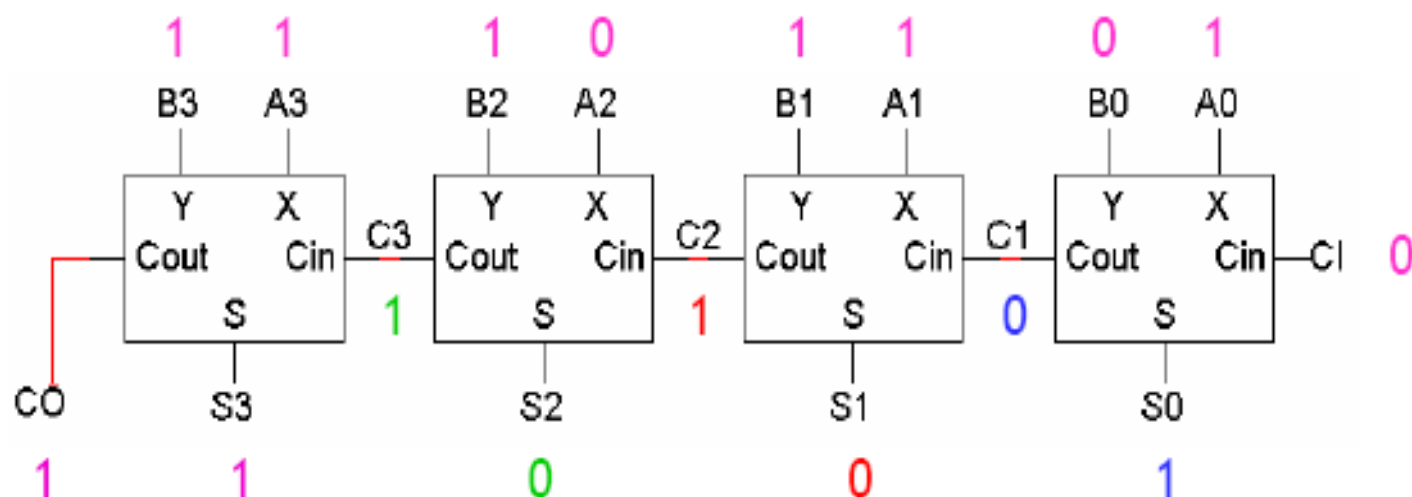 1 1 1 0 1 1 0 1
B3 A3 B2 A2 B1 A1 B0 A0
Y X Y X Y X Y X
Cout Cin C3 Cout Cin C2 Cout Cin C1 Cout Cin CI 0
S 1 S 1 S 0 S
CO S3 S2 S1 S0
1 1 0 0 1